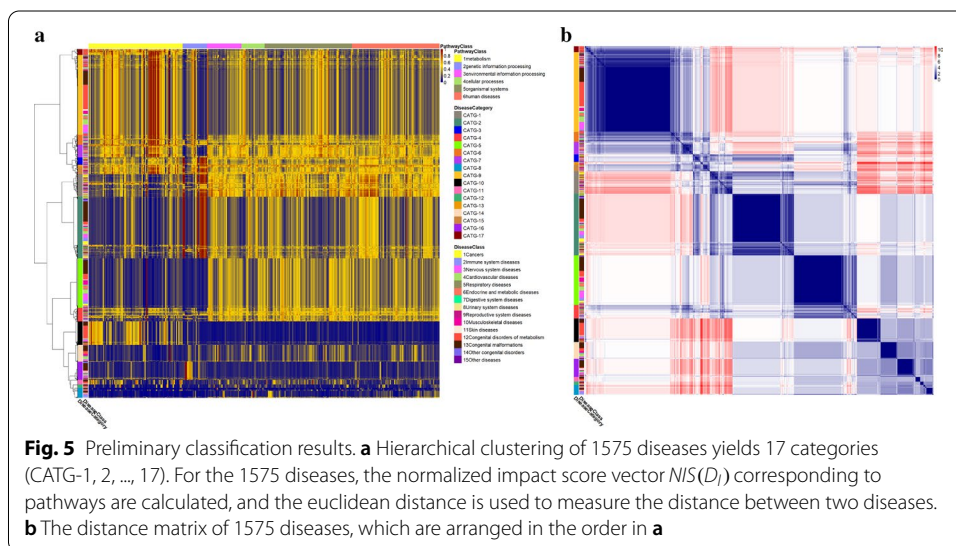 a
b
PathwayClass
PathwayClass
1metabolism
2genetic information processing
3environmental information processing
4cellular processes
5organismal systems
6human diseases
DiseaseCategory
CATG-1
CATG-2
CATG-3
CATG-4
CATG-5
CATG-6
CATG-7
CATG-8
CATG-9
CATG-10
CATG-11
CATG-12
CATG-13
CATG-14
CATG-15
CATG-16
CATG-17
DiseaseClass
1Cancers
2Immune system diseases
3Nervous system diseases
4Cardiovascular diseases
5Respiratory diseases
6Endocrine and metabolic diseases
7Digestive system diseases
8Urinary system diseases
9Reproductive system diseases
10Musculoskeletal diseases
11Skin diseases
12Congenital disorders of metabolism
13Congenital malformations
14Other congenital disorders
15Other diseases
DiseaseClass
DiseaseCategory
DiseaseClass
DiseaseCategory
Fig. 5 Preliminary classification results. a Hierarchical clustering of 1575 diseases yields 17 categories
(CATG-1, 2, ..., 17). For the 1575 diseases, the normalized impact score vector NIS(Dᵢ) corresponding to
pathways are calculated, and the euclidean distance is used to measure the distance between two diseases.
b The distance matrix of 1575 diseases, which are arranged in the order in a